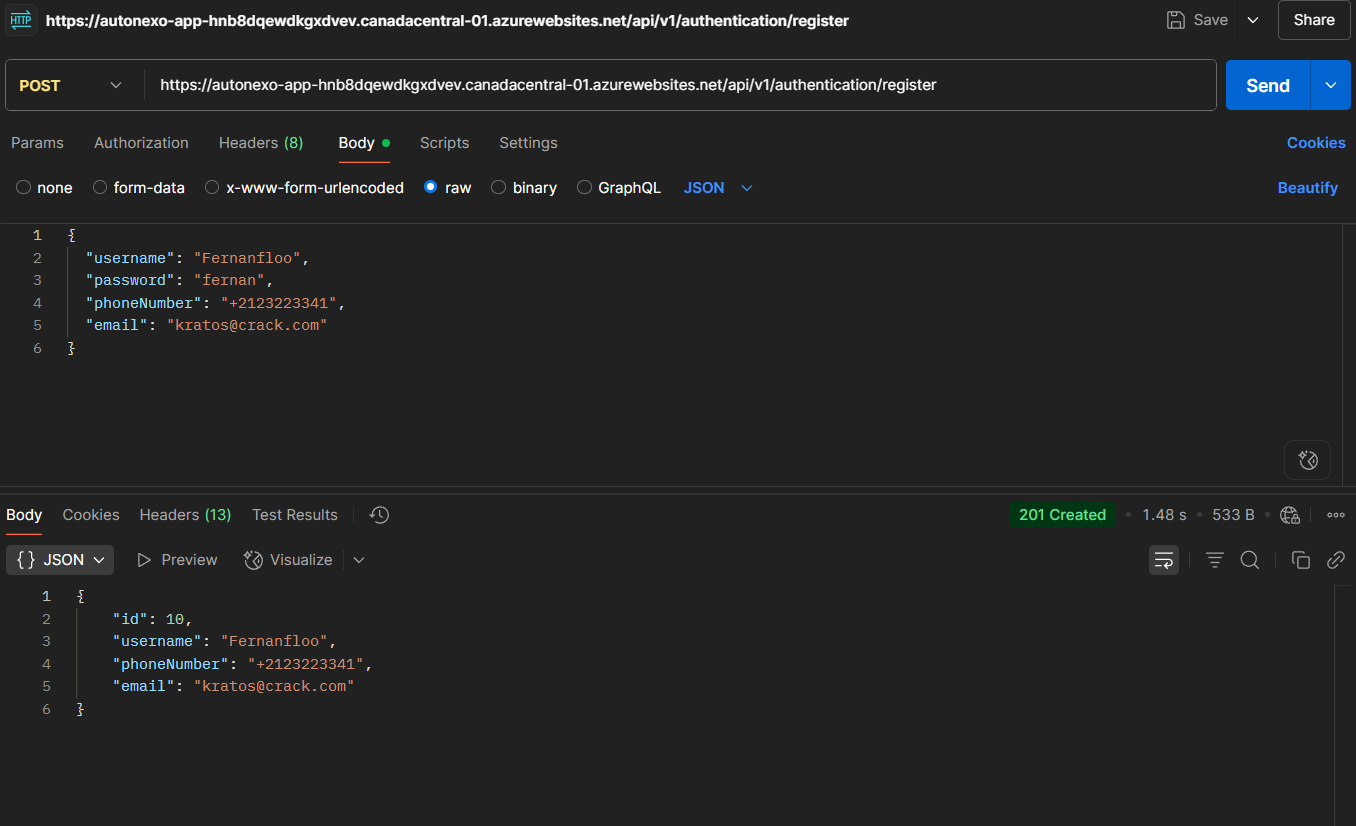 HTTP https://autonexo-app-hnb8dqewdkgxdvev.canadacentral-01.azurewebsites.net/api/v1/authentication/register Save Share
POST https://autonexo-app-hnb8dqewdkgxdvev.canadacentral-01.azurewebsites.net/api/v1/authentication/register Send
Params Authorization Headers (8) Body Scripts Settings Cookies
none form-data x-www-form-urlencoded raw binary GraphQL JSON Beautify
1 {
2 "username": "Fernanfloo",
3 "password": "fernan",
4 "phoneNumber": "+2123223341",
5 "email": "kratos@crack.com"
6 }
Body Cookies Headers (13) Test Results 201 Created • 1.48 s • 533 B •
{} JSON Preview Visualize
1 {
2 "id": 10,
3 "username": "Fernanfloo",
4 "phoneNumber": "+2123223341",
5 "email": "kratos@crack.com"
6 }